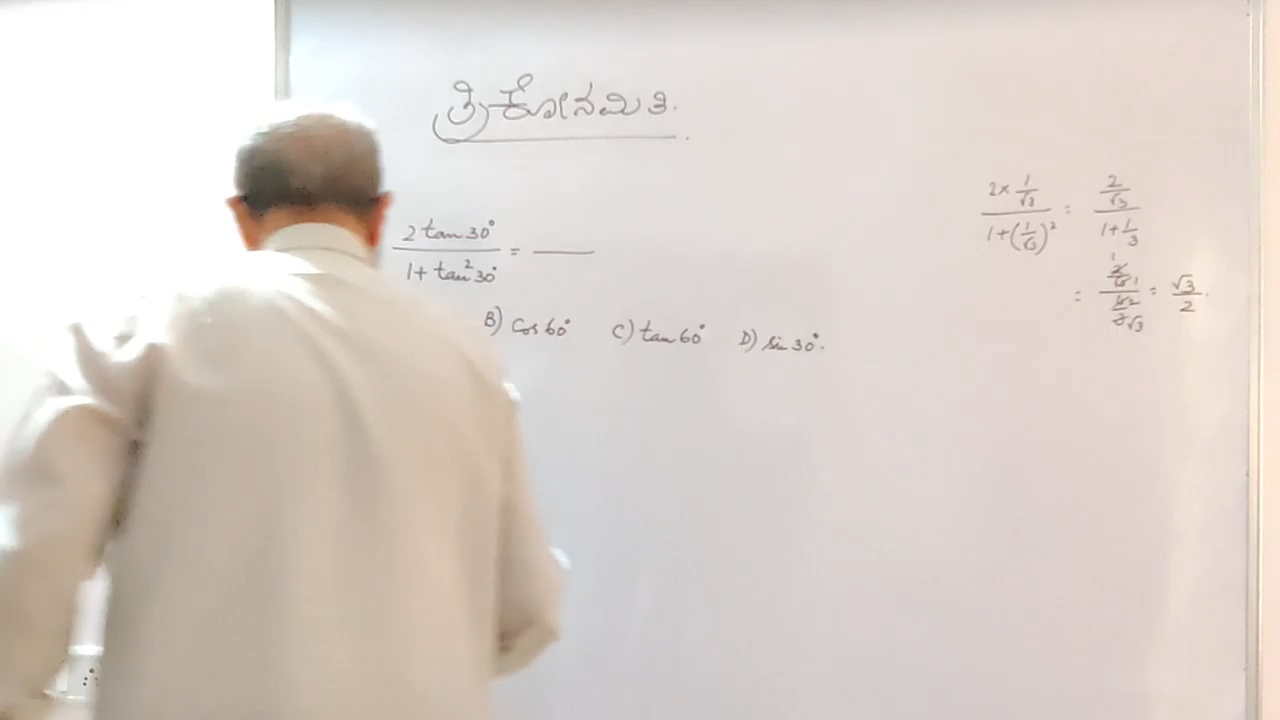 ತ್ರಿಕೋನಮಿತಿ.
2 tan 30° / 1 + tan² 30° = ____
B) Cos 60° C) tan 60° D) sin 30°.
2 × 1/√3 / 1 + (1/√3)² = 2/√3 / 1 + 1/3
= √3/2.